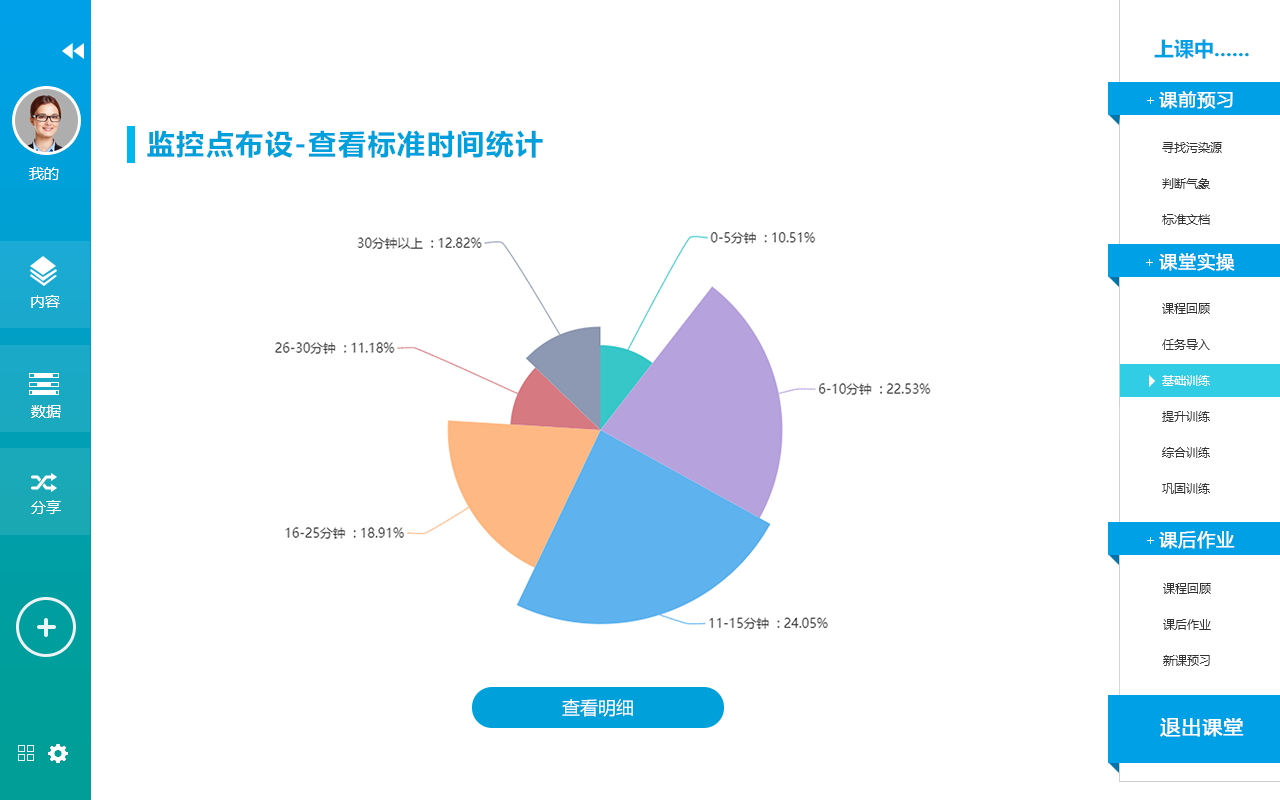 我的
内容
数据
分享
监控点布设-查看标准时间统计
30分钟以上 : 12.82%
0-5分钟 : 10.51%
26-30分钟 : 11.18%
6-10分钟 : 22.53%
16-25分钟 : 18.91%
11-15分钟 : 24.05%
查看明细
上课中......
+ 课前预习
寻找污染源
判断气象
标准文档
+ 课堂实操
课程回顾
任务导入
基础训练
提升训练
综合训练
巩固训练
+ 课后作业
课程回顾
课后作业
新课预习
退出课堂